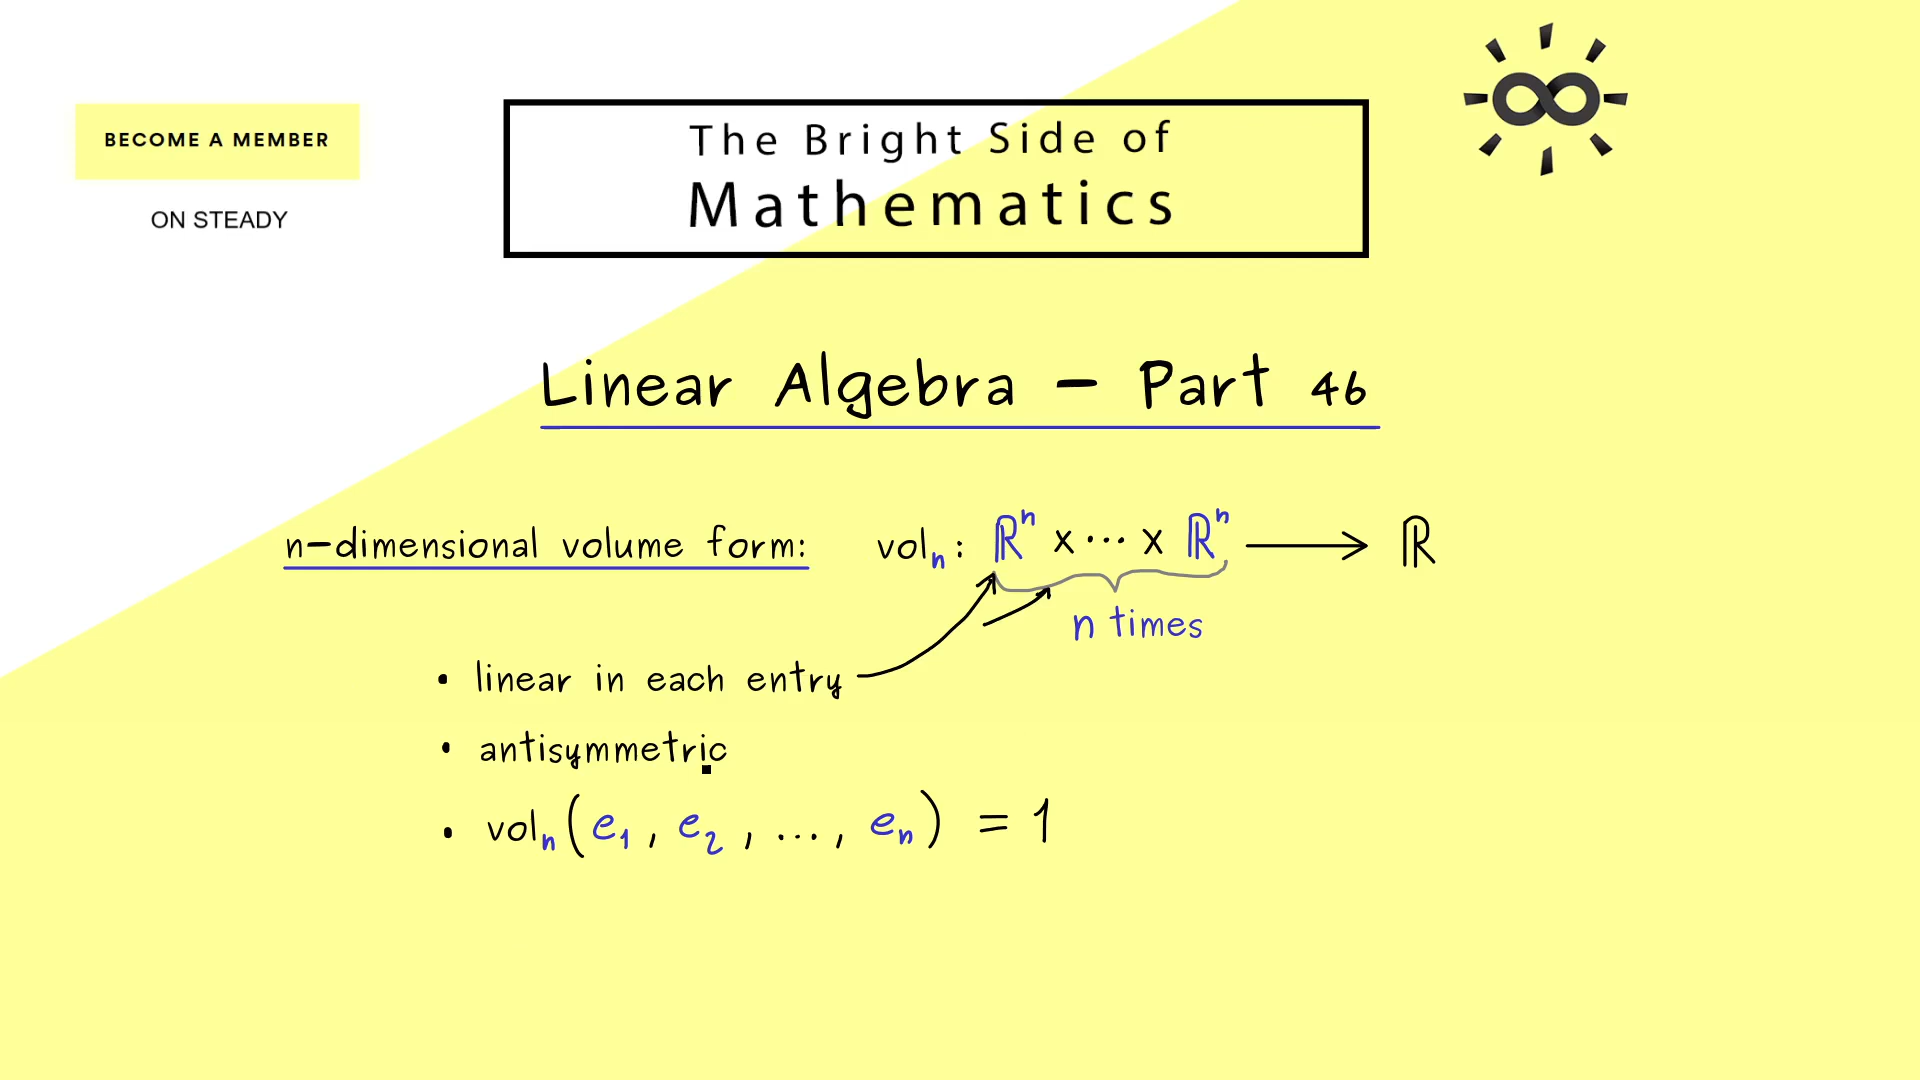 BECOME A MEMBER
ON STEADY
The Bright Side of
Mathematics
Linear Algebra – Part 46
n-dimensional volume form: volₙ: ℝⁿ × ⋯ × ℝⁿ ⟶ ℝ
n times
• linear in each entry
• antisymmetric
• volₙ(e₁, e₂, ..., eₙ) = 1